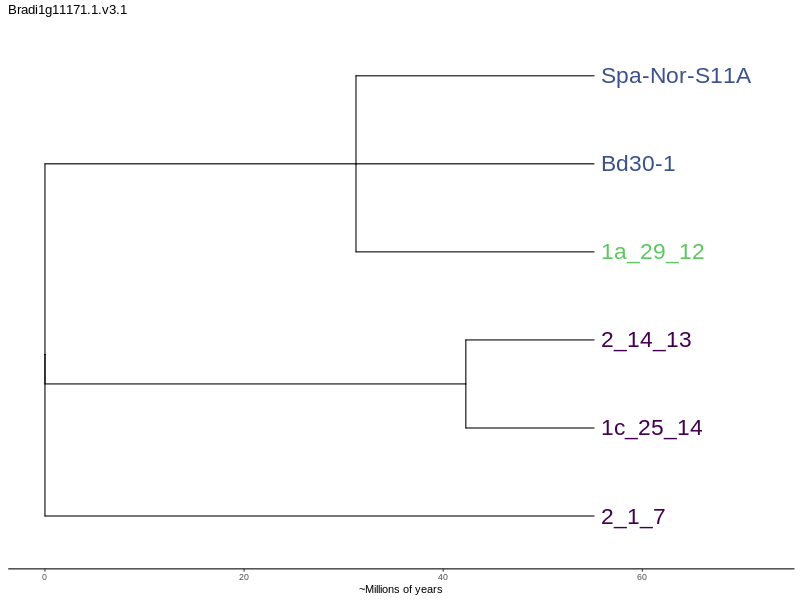 Bradi1g11171.1.v3.1
Spa-Nor-S11A
Bd30-1
1a_29_12
2_14_13
1c_25_14
2_1_7
0 20 40 60
~Millions of years